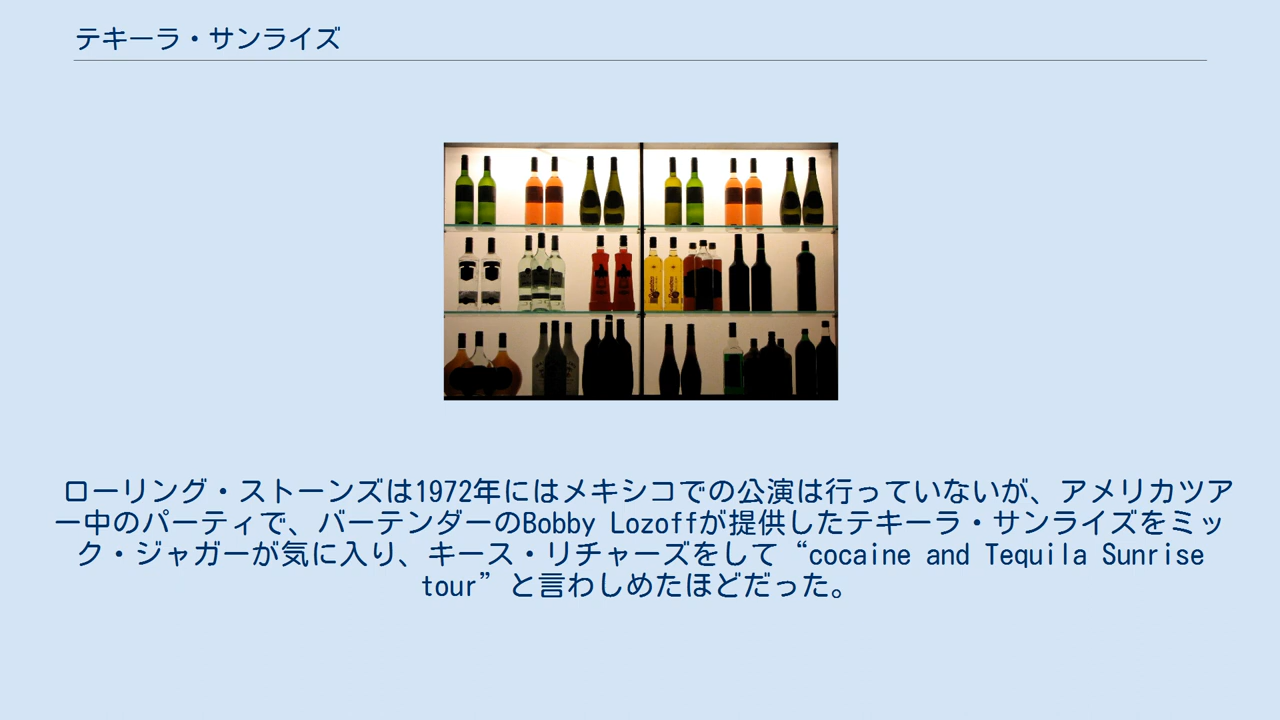 テキーラ・サンライズ
ローリング・ストーンズは1972年にはメキシコでの公演は行っていないが、アメリカツア
ー中のパーティで、バーテンダーのBobby Lozoffが提供したテキーラ・サンライズをミッ
ク・ジャガーが気に入り、キース・リチャーズをして“cocaine and Tequila Sunrise
tour”と言わしめたほどだった。